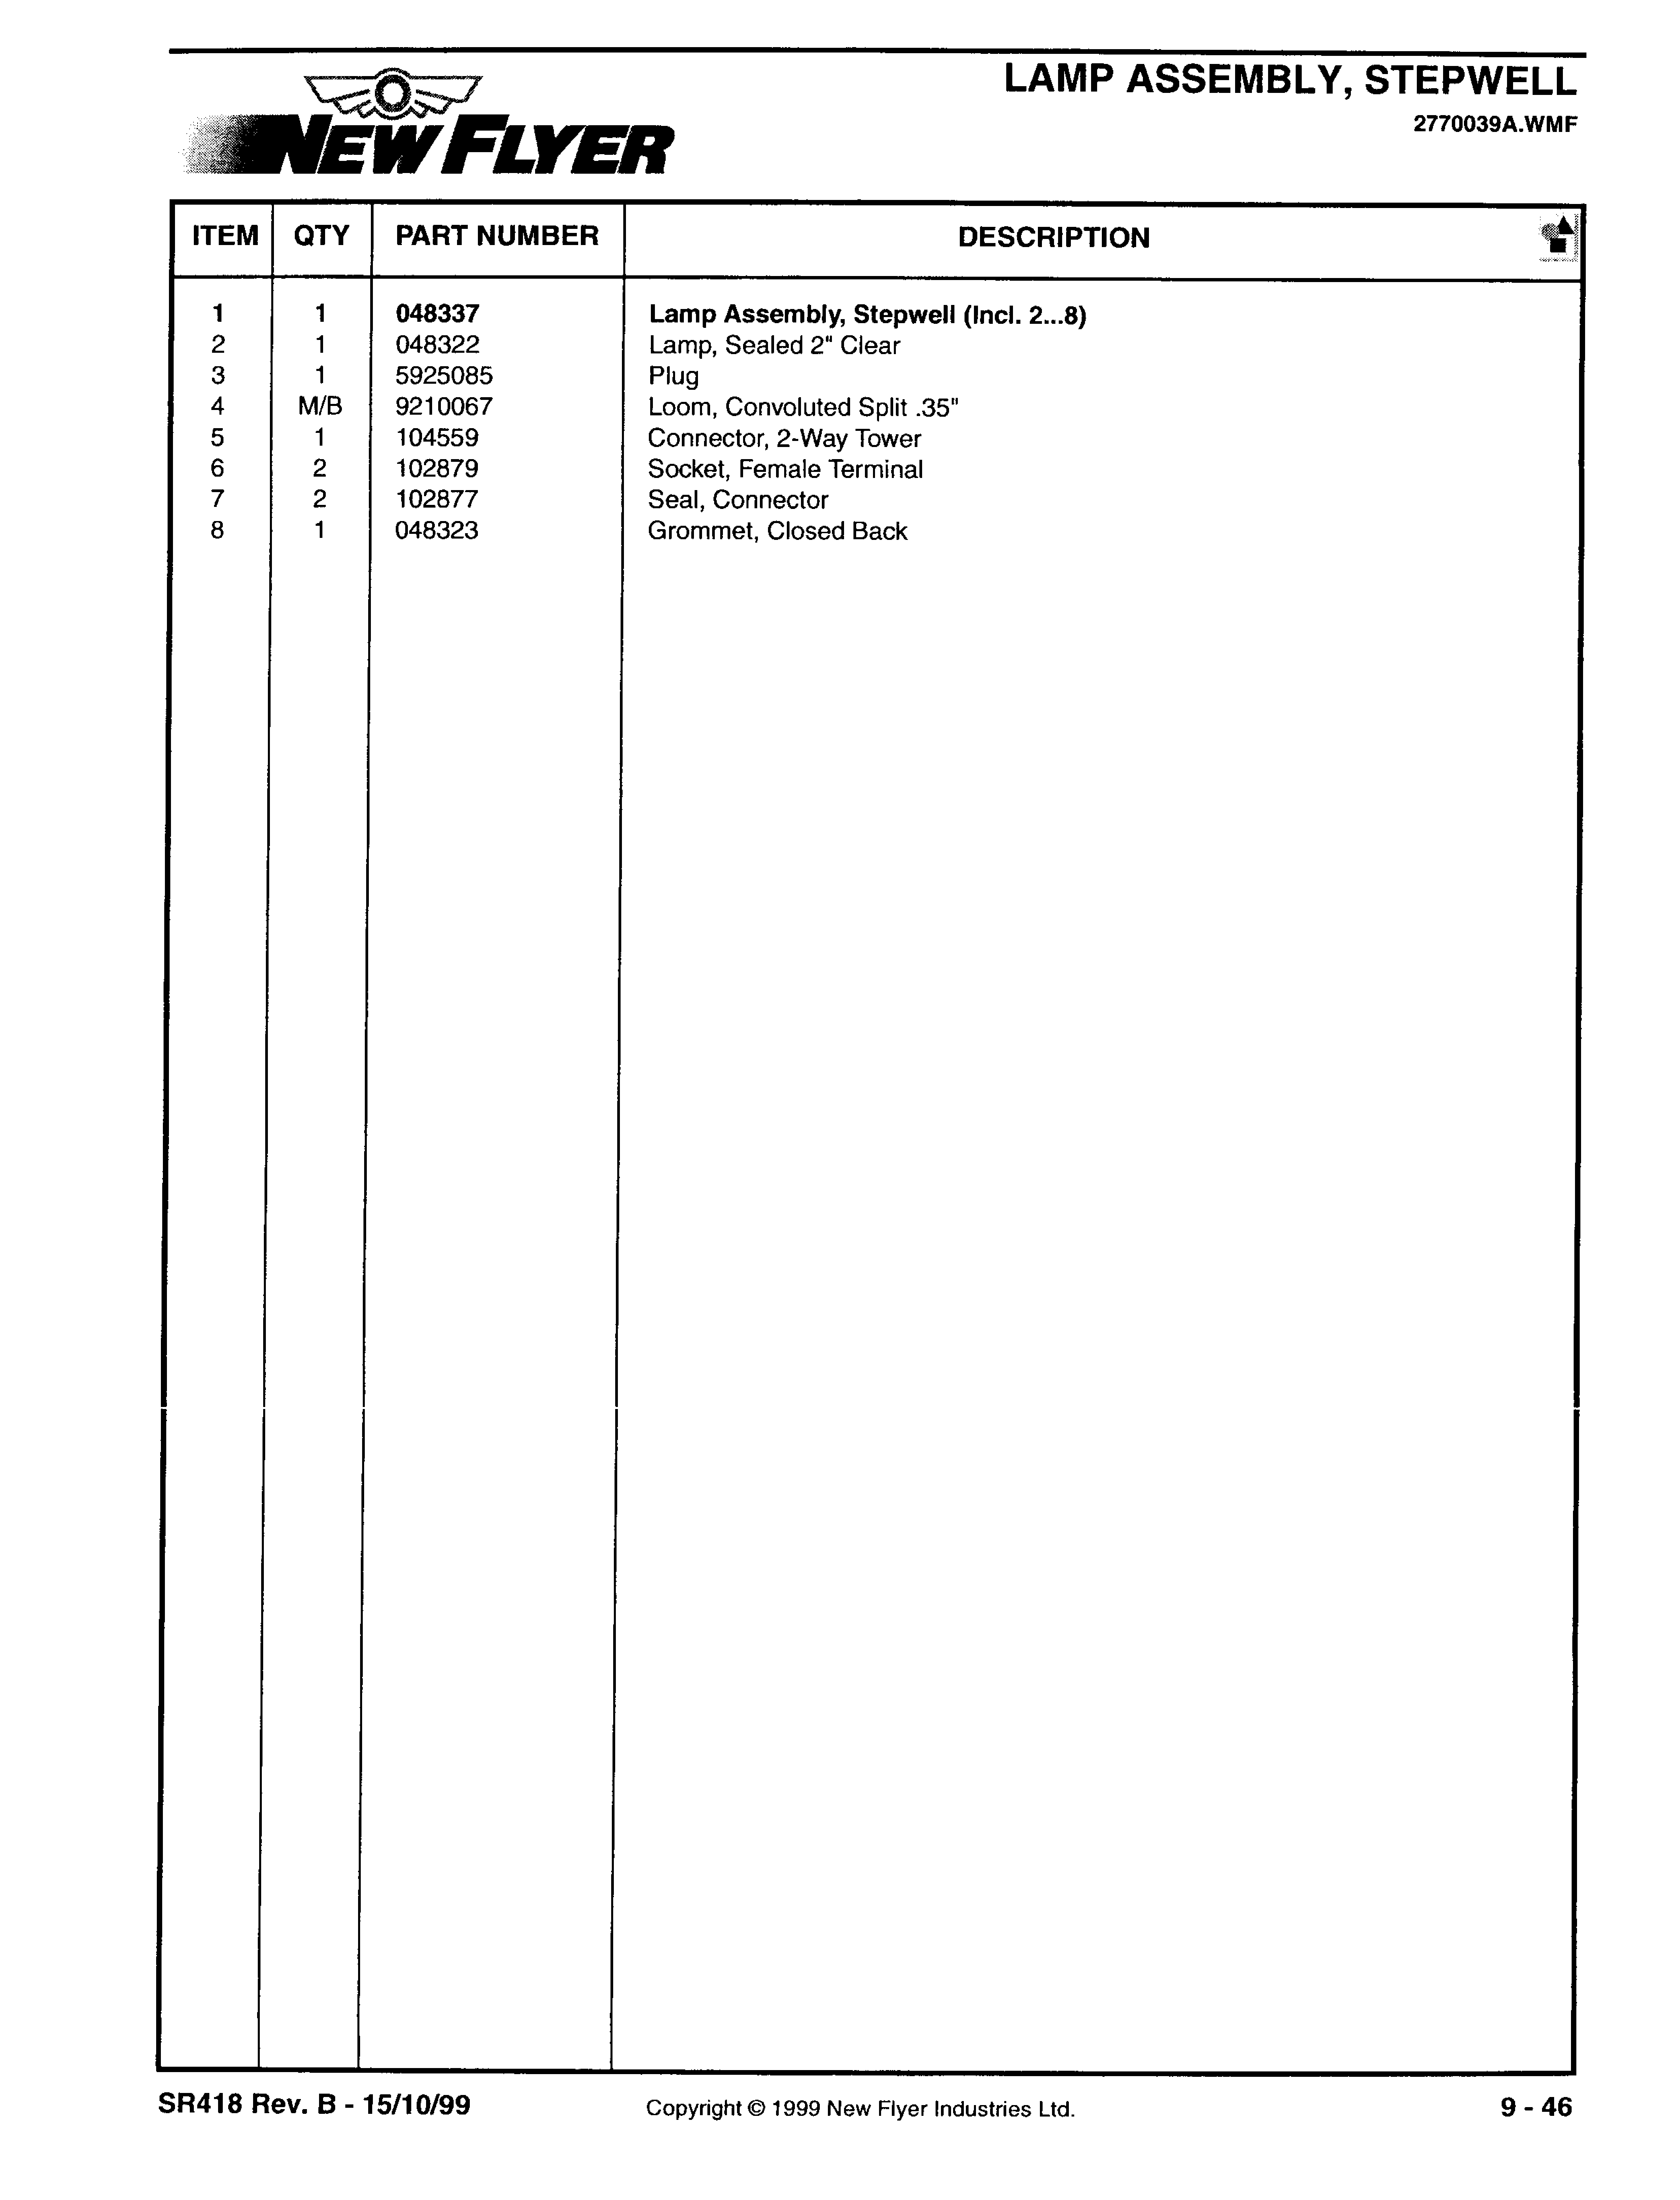 LAMP ASSEMBLY, STEPWELL
2770039A.WMF
NEW FLYER
ITEM QTY PART NUMBER DESCRIPTION
1 1 048337 Lamp Assembly, Stepwell (Incl. 2...8)
2 1 048322 Lamp, Sealed 2" Clear
3 1 5925085 Plug
4 M/B 9210067 Loom, Convoluted Split .35"
5 1 104559 Connector, 2-Way Tower
6 2 102879 Socket, Female Terminal
7 2 102877 Seal, Connector
8 1 048323 Grommet, Closed Back
SR418 Rev. B - 15/10/99 Copyright © 1999 New Flyer Industries Ltd. 9 - 46